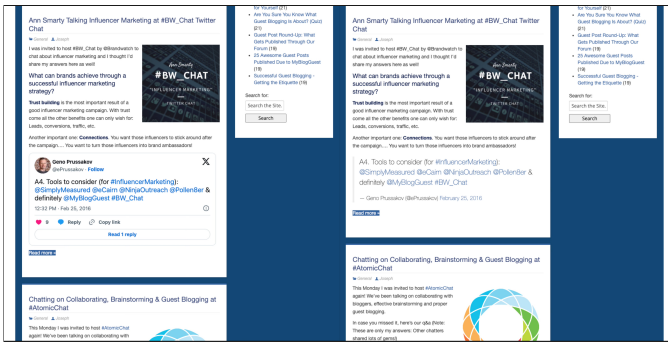 Ann Smarty Talking Influencer Marketing at #BW_Chat Twitter
Chat
General Joseph
I was invited to host #BW_Chat by @Brandwatch to
chat about influencer marketing and I thought I'd
share my answers here as well!
What can brands achieve through a
successful influencer marketing
strategy?
Trust building is the most important result of a
good influencer marketing campaign. With trust
come all the other benefits one can only wish for:
Leads, conversions, traffic, etc.
Another important one: Connections. You want those influencers to stick around after
the campaign.... You want to turn those influencers into brand ambassadors!
Ann Smarty
#BW_CHAT
"INFLUENCER MARKETING"
TWITTER CHAT
Geno Prussakov
@ePrussakov · Follow
A4. Tools to consider (for #InfluencerMarketing):
@SimplyMeasured @eCairn @NinjaOutreach @Pollen8er &
definitely @MyBlogGuest #BW_Chat
12:32 PM · Feb 25, 2016
9 Reply Copy link
Read 1 reply
Read more »
Chatting on Collaborating, Brainstorming & Guest Blogging at
#AtomicChat
General Joseph
This Monday I was invited to host #AtomicChat
again! We've been talking on collaborating with
for Yourself (21)
Are You Sure You Know What
Guest Blogging Is About? (Quiz)
(21)
Guest Post Round-Up: What
Gets Published Through Our
Forum (19)
25 Awesome Guest Posts
Published Due to MyBlogGuest
(19)
Successful Guest Blogging -
Getting the Etiquette (19)
Search for:
Search the Site.
Search
Ann Smarty Talking Influencer Marketing at #BW_Chat Twitter
Chat
General Joseph
I was invited to host #BW_Chat by @Brandwatch to
chat about influencer marketing and I thought I'd
share my answers here as well!
What can brands achieve through a
successful influencer marketing
strategy?
Trust building is the most important result of a
good influencer marketing campaign. With trust
come all the other benefits one can only wish for:
Leads, conversions, traffic, etc.
Another important one: Connections. You want those influencers to stick around after
the campaign.... You want to turn those influencers into brand ambassadors!
Ann Smarty
#BW_CHAT
"INFLUENCER MARKETING"
TWITTER CHAT
A4. Tools to consider (for #InfluencerMarketing):
@SimplyMeasured @eCairn @NinjaOutreach @Pollen8er &
definitely @MyBlogGuest #BW_Chat
— Geno Prussakov (@ePrussakov) February 25, 2016
Read more »
Chatting on Collaborating, Brainstorming & Guest Blogging at
#AtomicChat
General Joseph
This Monday I was invited to host #AtomicChat
again! We've been talking on collaborating with
bloggers, effective brainstorming and proper
guest blogging.
In case you missed it, here's our q&a (Note:
These are only my answers. Other chatters
shared lots of gems!)
for Yourself (21)
Are You Sure You Know What
Guest Blogging Is About? (Quiz)
(21)
Guest Post Round-Up: What
Gets Published Through Our
Forum (19)
25 Awesome Guest Posts
Published Due to MyBlogGuest
(19)
Successful Guest Blogging -
Getting the Etiquette (19)
Search for:
Search the Site.
Search